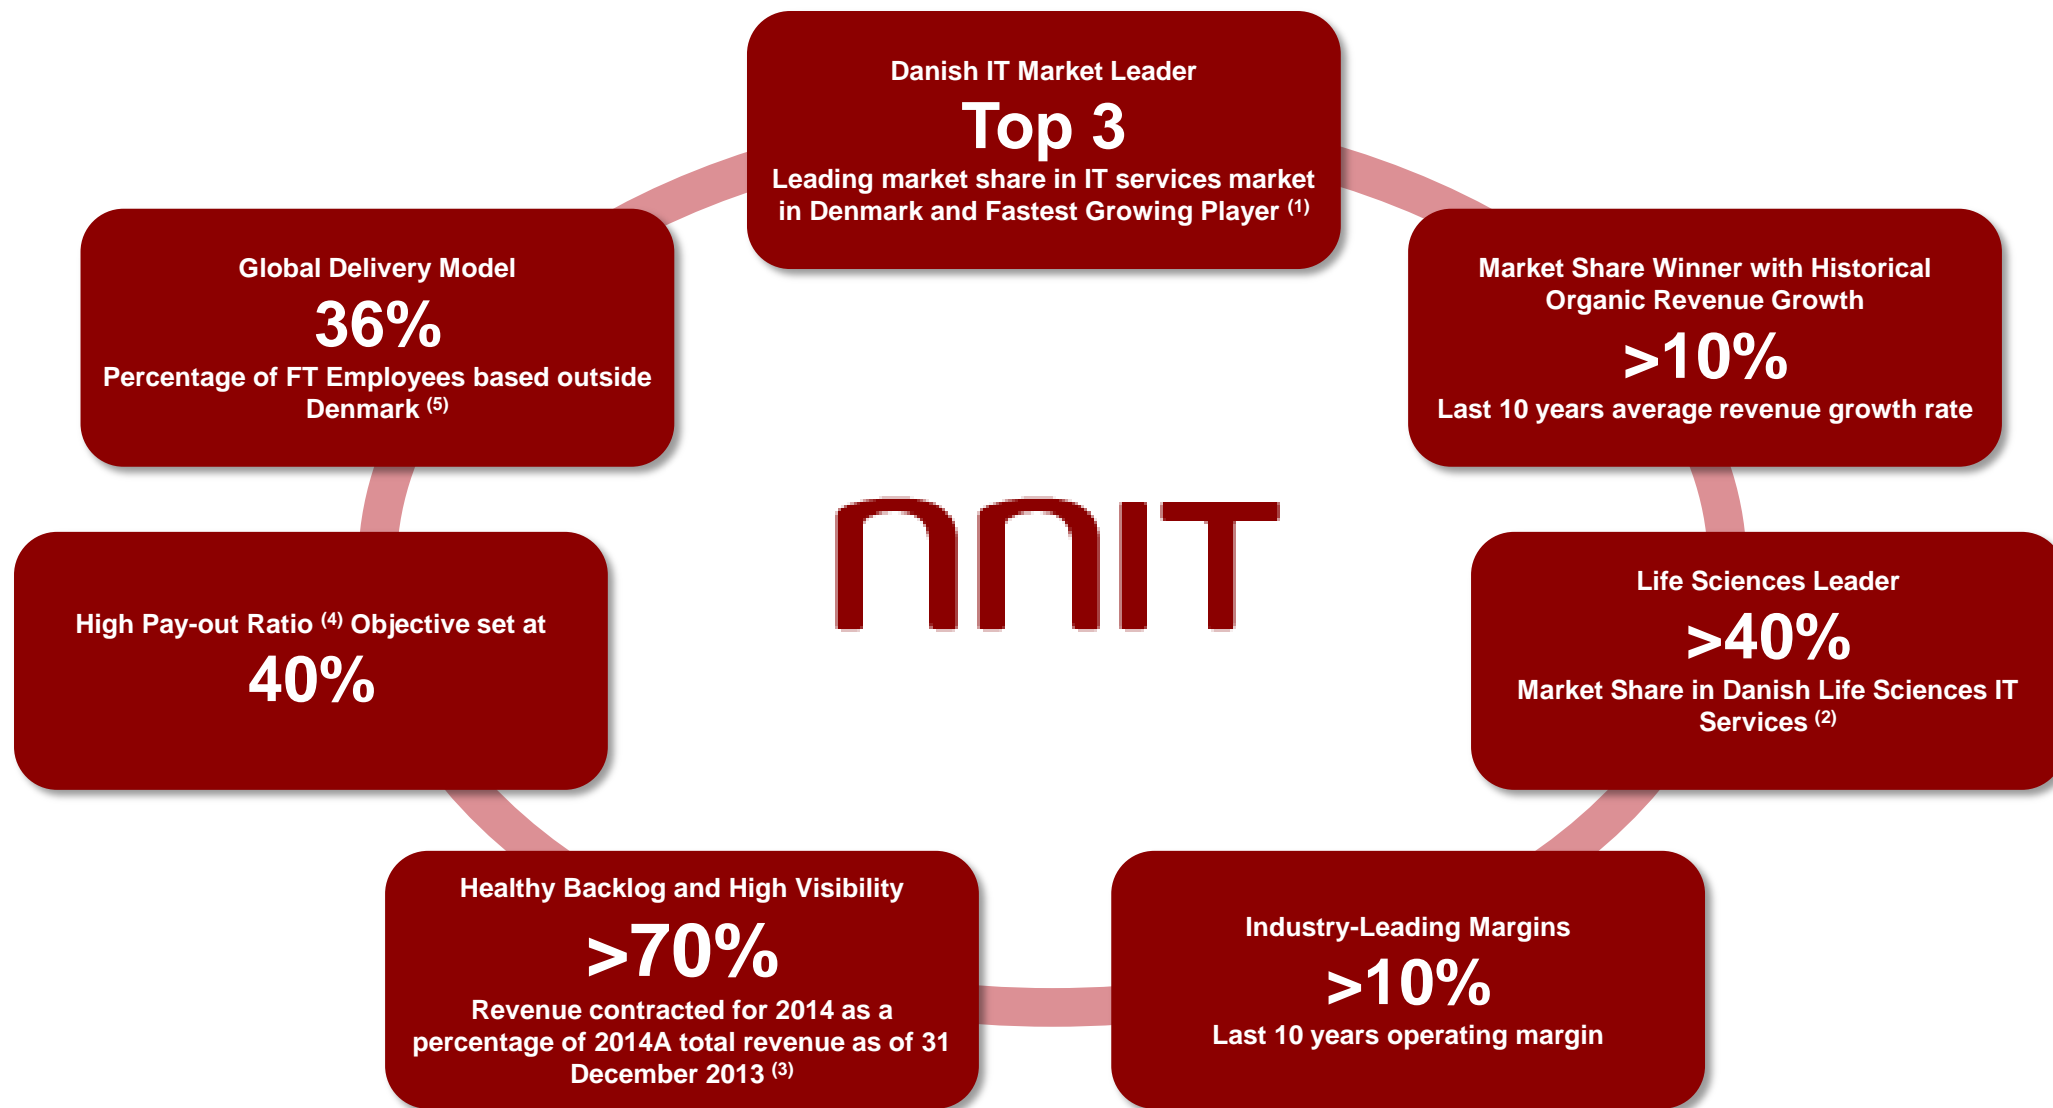 Danish IT Market Leader
Top 3
Leading market share in IT services market
in Denmark and Fastest Growing Player (1)
Market Share Winner with Historical
Organic Revenue Growth
>10%
Last 10 years average revenue growth rate
Life Sciences Leader
>40%
Market Share in Danish Life Sciences IT
Services (2)
Industry-Leading Margins
>10%
Last 10 years operating margin
Healthy Backlog and High Visibility
>70%
Revenue contracted for 2014 as a
percentage of 2014A total revenue as of 31
December 2013 (3)
High Pay-out Ratio (4) Objective set at
40%
Global Delivery Model
36%
Percentage of FT Employees based outside
Denmark (5)
nnIT